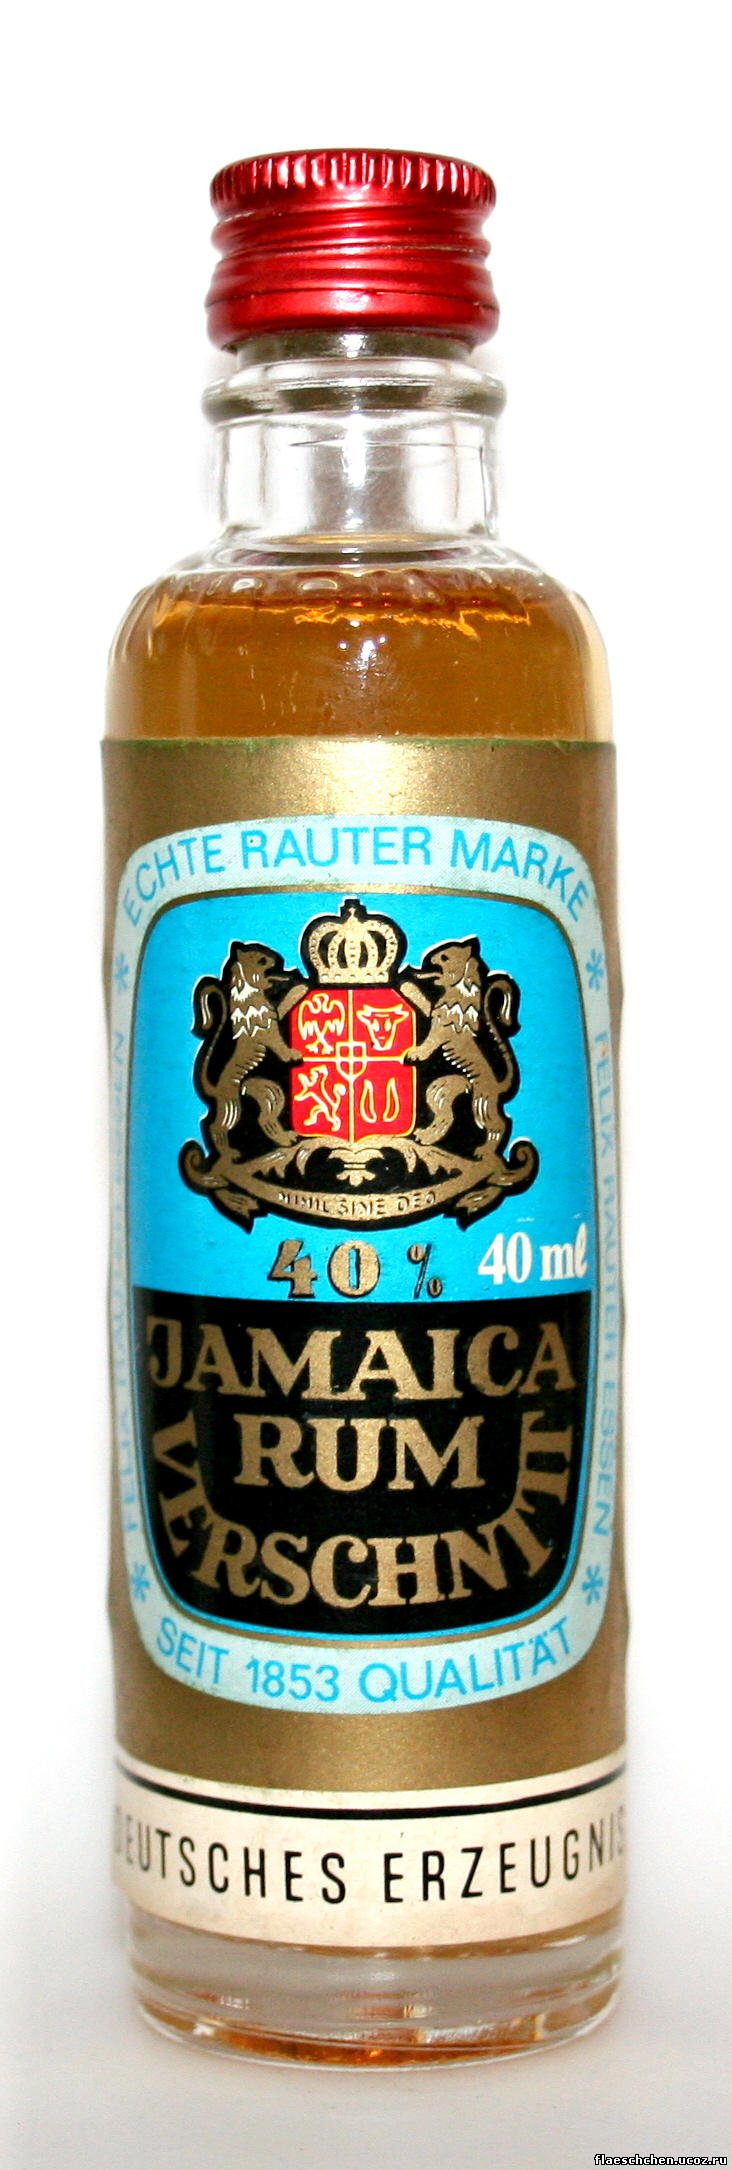 ECHTE RAUTER MARKE
FELIX RAUTER ESSEN
FELIX RAUTER ESSEN
NIHIL SINE DEO
40 %
40 ml
JAMAICA
RUM
VERSCHNITT
SEIT 1853 QUALITÄT
DEUTSCHES ERZEUGNIS
flaeschchen.ucoz.ru